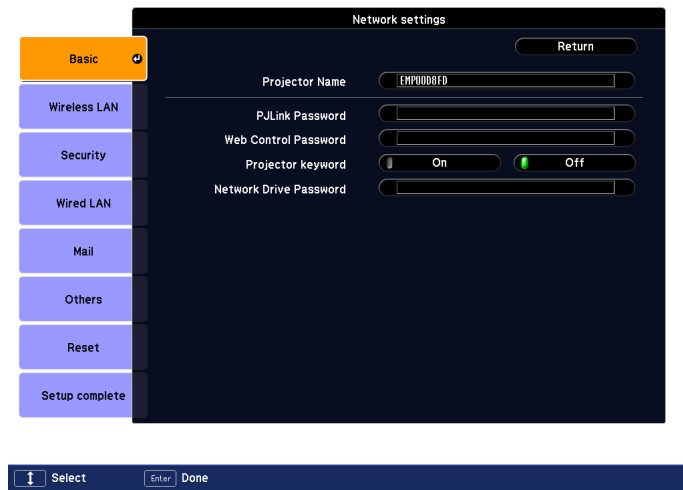 Network settings
Basic
Return
Projector Name EMP00D8FD
Wireless LAN
PJLink Password
Web Control Password
Security
Projector keyword On Off
Network Drive Password
Wired LAN
Mail
Others
Reset
Setup complete
Select Enter Done